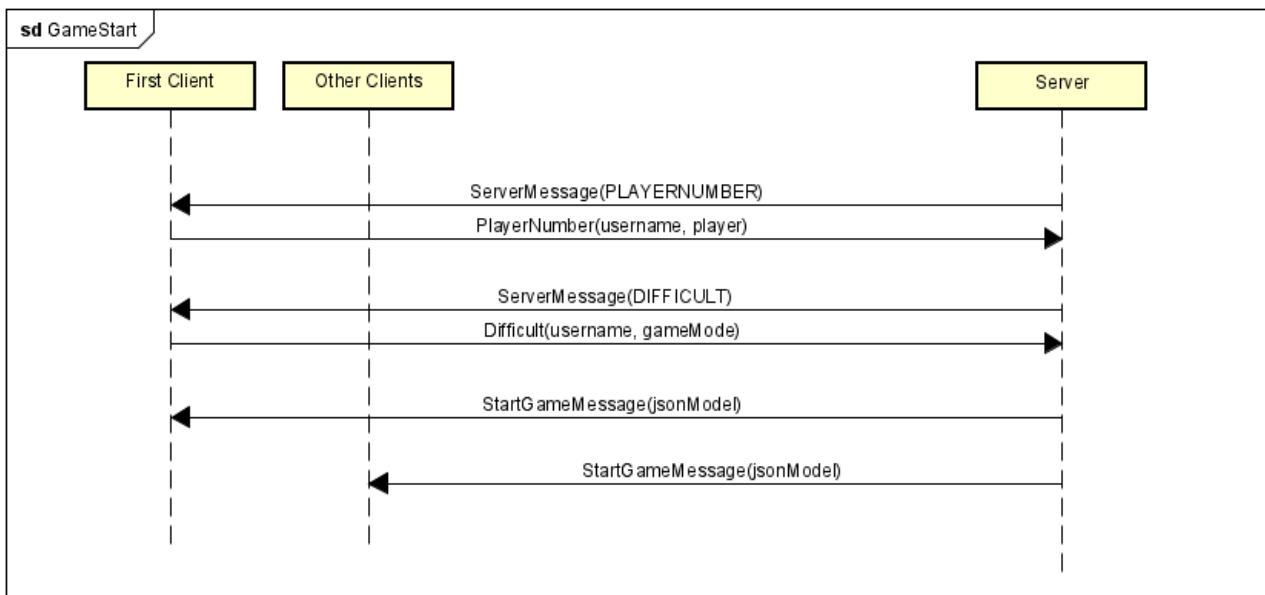 sd GameStart
First Client
Other Clients
Server
ServerMessage(PLAYERNUMBER)
PlayerNumber(username, player)
ServerMessage(DIFFICULT)
Difficult(username, gameMode)
StartGameMessage(jsonModel)
StartGameMessage(jsonModel)